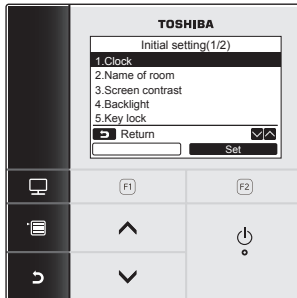 TOSHIBA
Initial setting(1/2)
1.Clock
2.Name of room
3.Screen contrast
4.Backlight
5.Key lock
Return
Set
F1
F2